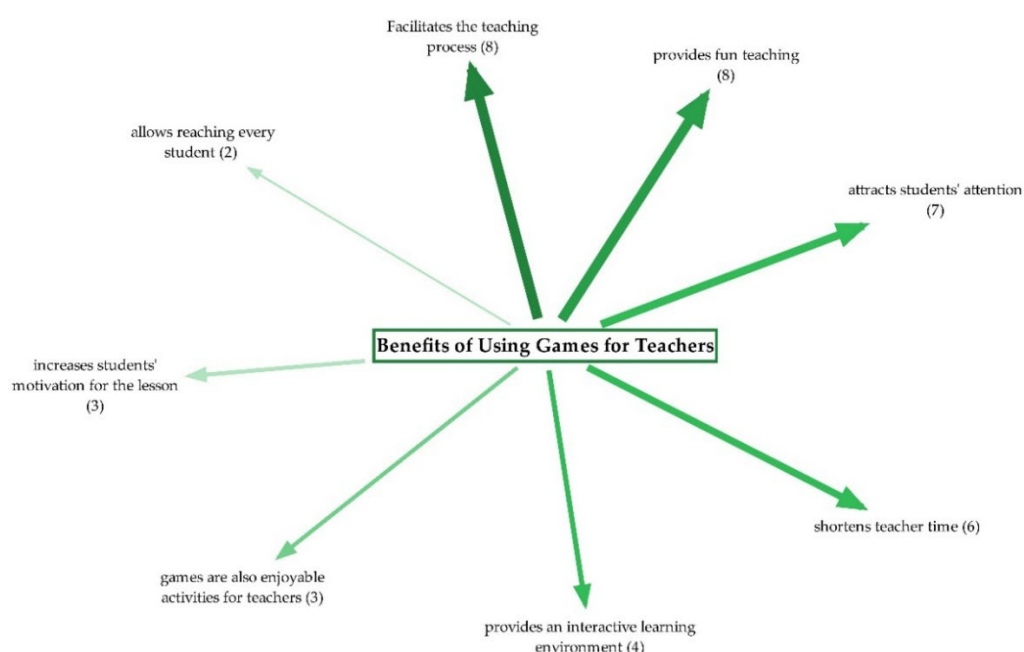 Facilitates the teaching
process (8)
provides fun teaching
(8)
allows reaching every
student (2)
attracts students' attention
(7)
Benefits of Using Games for Teachers
increases students'
motivation for the lesson
(3)
shortens teacher time (6)
games are also enjoyable
activities for teachers (3)
provides an interactive learning
environment (4)